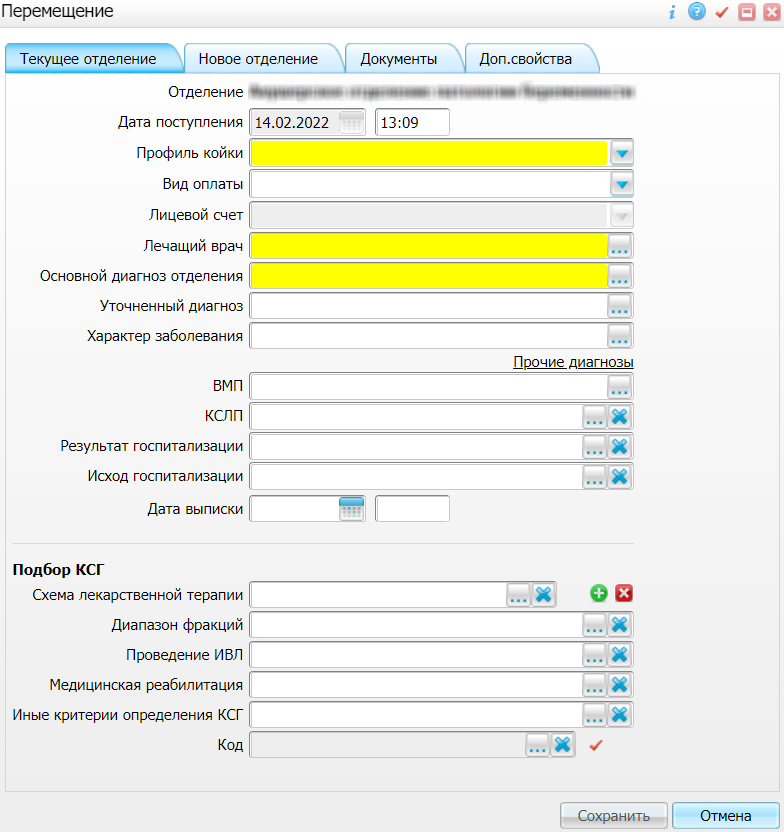 Перемещение
Текущее отделение
Новое отделение
Документы
Доп.свойства
Отделение
Дата поступления 14.02.2022 13:09
Профиль койки
Вид оплаты
Лицевой счет
Лечащий врач
Основной диагноз отделения
Уточненный диагноз
Характер заболевания
Прочие диагнозы
ВМП
КСЛП
Результат госпитализации
Исход госпитализации
Дата выписки
Подбор КСГ
Схема лекарственной терапии
Диапазон фракций
Проведение ИВЛ
Медицинская реабилитация
Иные критерии определения КСГ
Код
Сохранить
Отмена